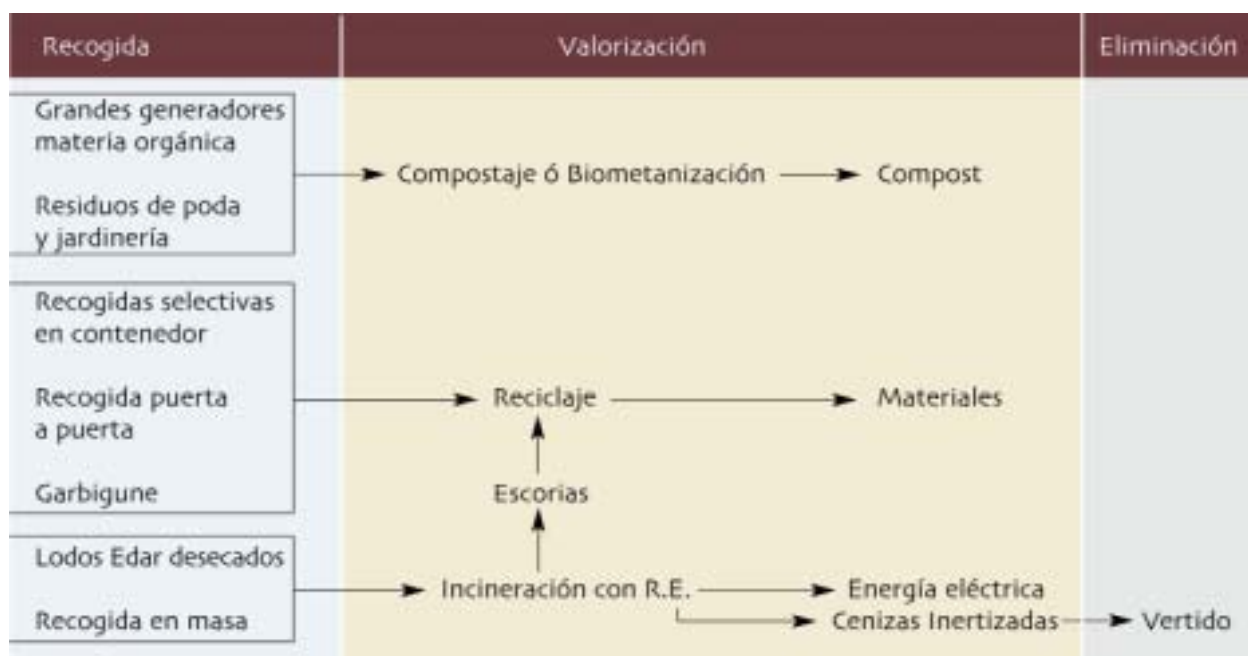 Recogida
Valorización
Eliminación
Grandes generadores
materia orgánica
Residuos de poda
y jardinería
Compostaje ó Biometanización
Compost
Recogidas selectivas
en contenedor
Recogida puerta
a puerta
Garbigune
Reciclaje
Materiales
Escorias
Lodos Edar desecados
Recogida en masa
Incineración con R.E.
Energía eléctrica
Cenizas Inertizadas
Vertido